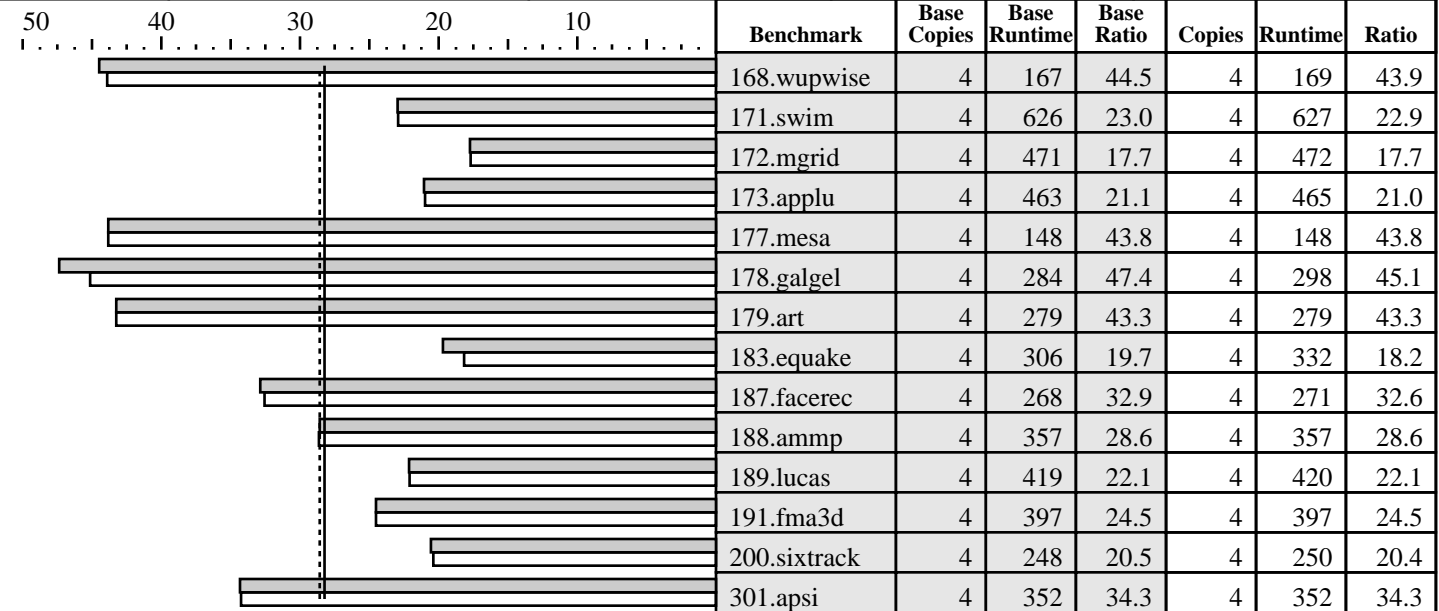 50 40 30 20 10
Benchmark Base Copies Base Runtime Base Ratio Copies Runtime Ratio
168.wupwise 4 167 44.5 4 169 43.9
171.swim 4 626 23.0 4 627 22.9
172.mgrid 4 471 17.7 4 472 17.7
173.applu 4 463 21.1 4 465 21.0
177.mesa 4 148 43.8 4 148 43.8
178.galgel 4 284 47.4 4 298 45.1
179.art 4 279 43.3 4 279 43.3
183.equake 4 306 19.7 4 332 18.2
187.facerec 4 268 32.9 4 271 32.6
188.ammp 4 357 28.6 4 357 28.6
189.lucas 4 419 22.1 4 420 22.1
191.fma3d 4 397 24.5 4 397 24.5
200.sixtrack 4 248 20.5 4 250 20.4
301.apsi 4 352 34.3 4 352 34.3